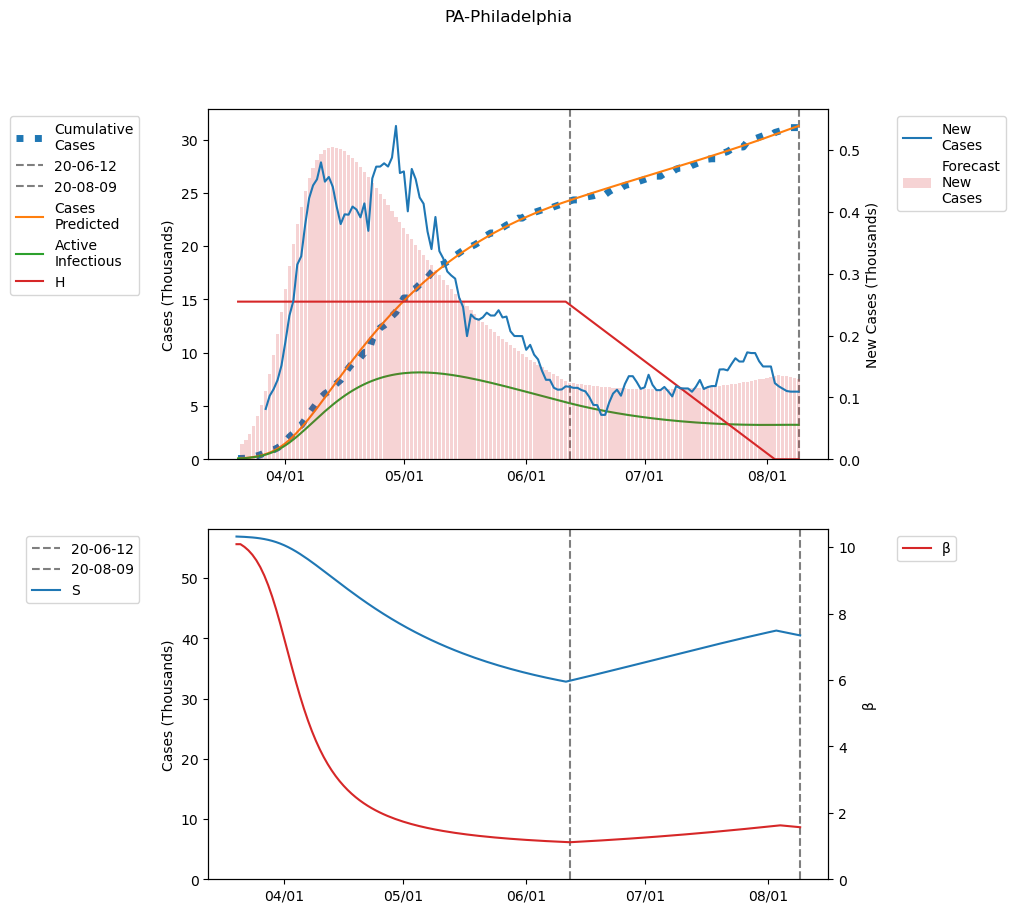 PA-Philadelphia
Cumulative
Cases
20-06-12
20-08-09
Cases
Predicted
Active
Infectious
H
Cases (Thousands)
0
5
10
15
20
25
30
04/01
05/01
06/01
07/01
08/01
0.0
0.1
0.2
0.3
0.4
0.5
New Cases (Thousands)
New
Cases
Forecast
New
Cases
20-06-12
20-08-09
S
Cases (Thousands)
0
10
20
30
40
50
04/01
05/01
06/01
07/01
08/01
0
2
4
6
8
10
β
β